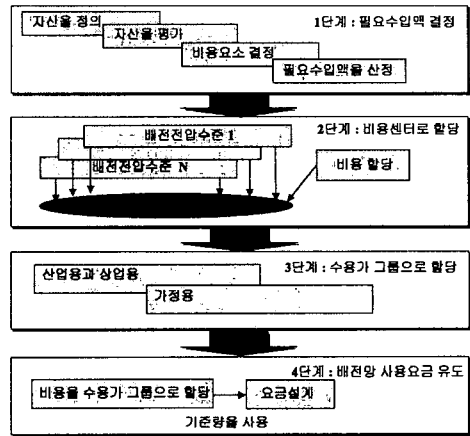 1단계 : 필요수입액 결정
자산을 정의
자산을 평가
비용요소 결정
필요수입액을 산정
2단계 : 비용센터로 할당
배전전압수준 1
배전전압수준 N
비용 할당
3단계 : 수용가 그룹으로 할당
산업용과 상업용
가정용
4단계 : 배전망 사용요금 유도
비용을 수용가 그룹으로 할당
요금설계
기준량을 사용